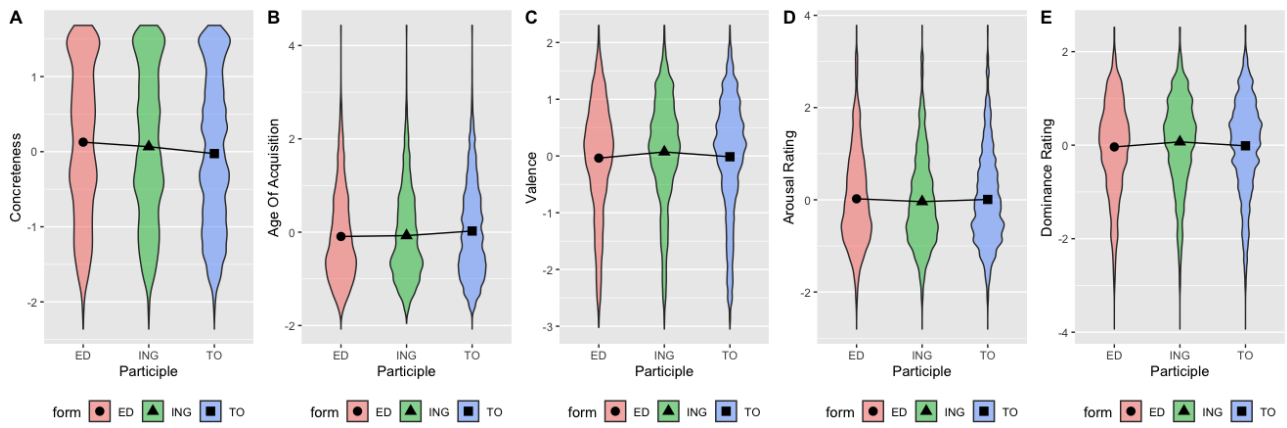 A
Concreteness
1
0
-1
-2
ED
ING
TO
Participle
form ED ING TO
B
Age Of Acquisition
4
2
0
-2
ED
ING
TO
Participle
form ED ING TO
C
Valence
2
1
0
-1
-2
-3
ED
ING
TO
Participle
form ED ING TO
D
Arousal Rating
4
2
0
-2
ED
ING
TO
Participle
form ED ING TO
E
Dominance Rating
2
0
-2
-4
ED
ING
TO
Participle
form ED ING TO